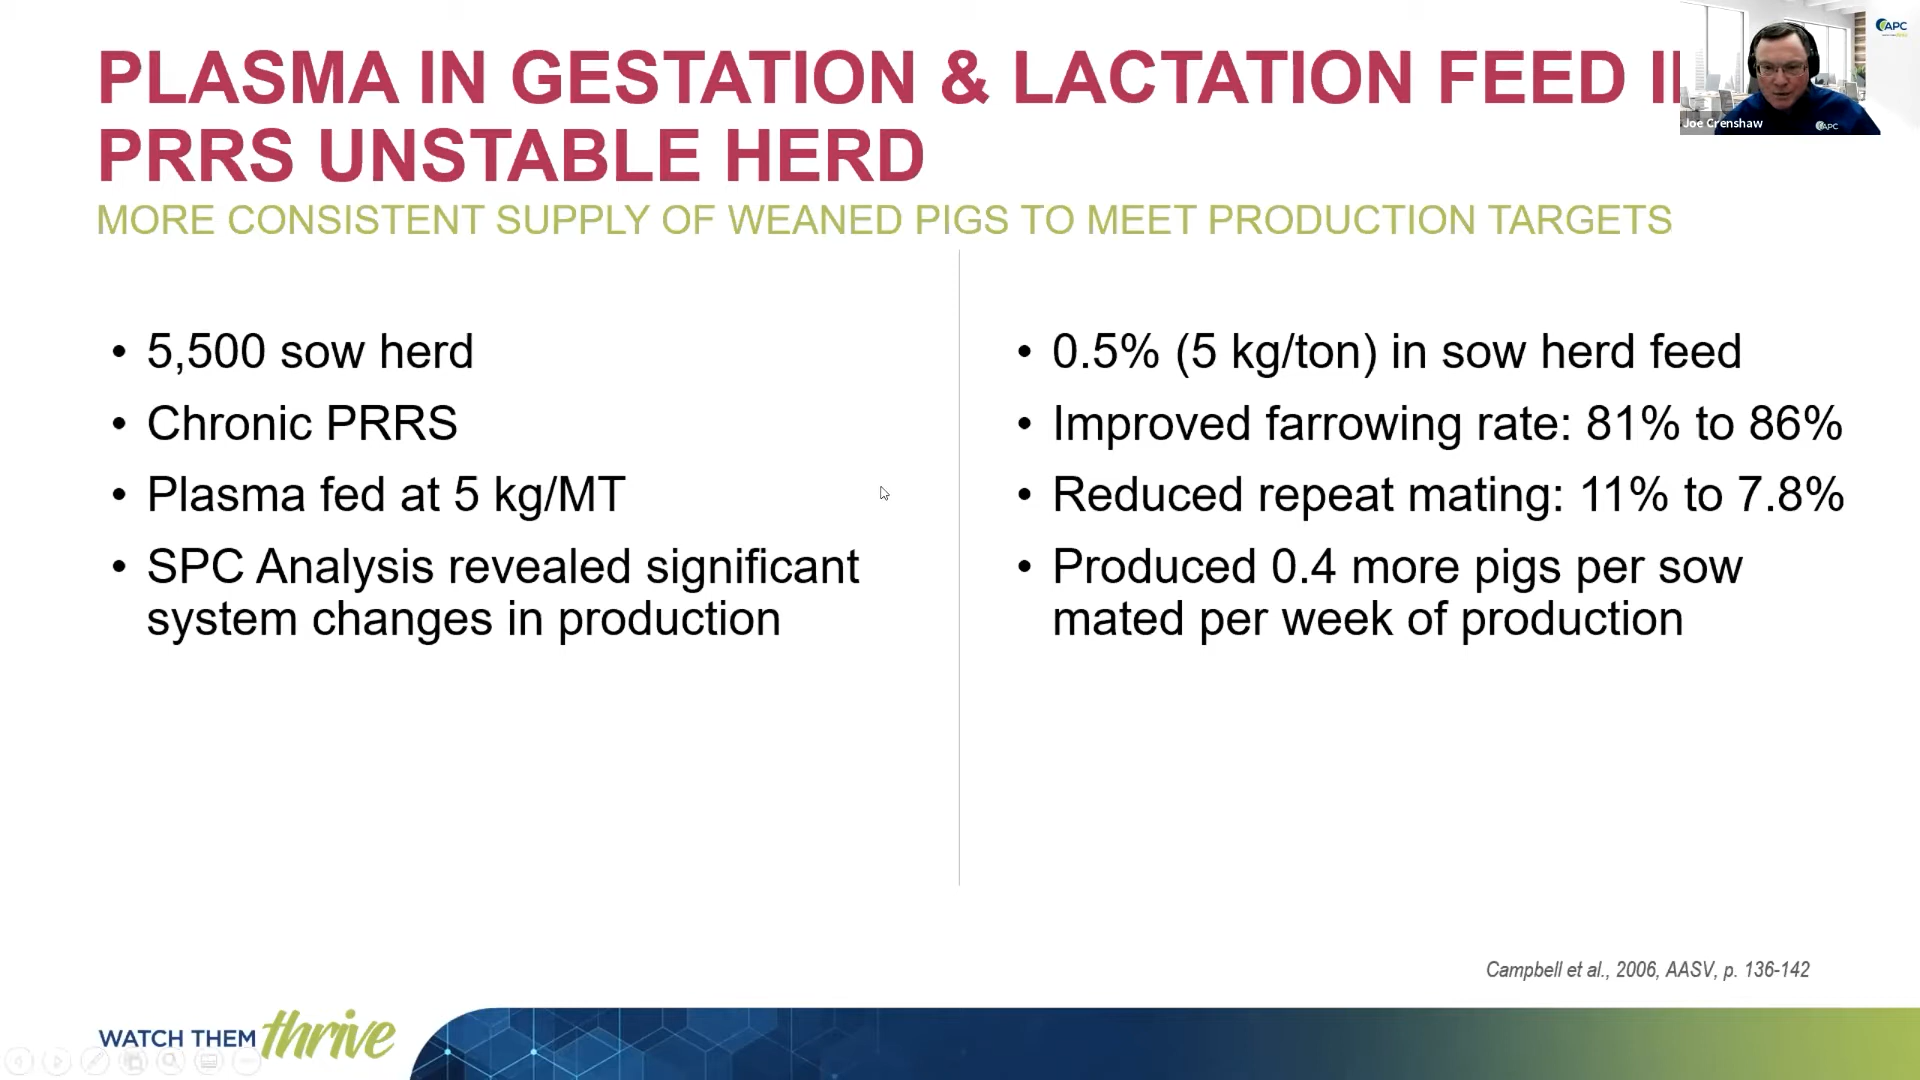 PLASMA IN GESTATION & LACTATION FEED I
PRRS UNSTABLE HERD
MORE CONSISTENT SUPPLY OF WEANED PIGS TO MEET PRODUCTION TARGETS
• 5,500 sow herd
• Chronic PRRS
• Plasma fed at 5 kg/MT
• SPC Analysis revealed significant
system changes in production
• 0.5% (5 kg/ton) in sow herd feed
• Improved farrowing rate: 81% to 86%
• Reduced repeat mating: 11% to 7.8%
• Produced 0.4 more pigs per sow
mated per week of production
Campbell et al., 2006, AASV, p. 136-142
WATCH THEM thrive
APC
Joe Crenshaw
APC